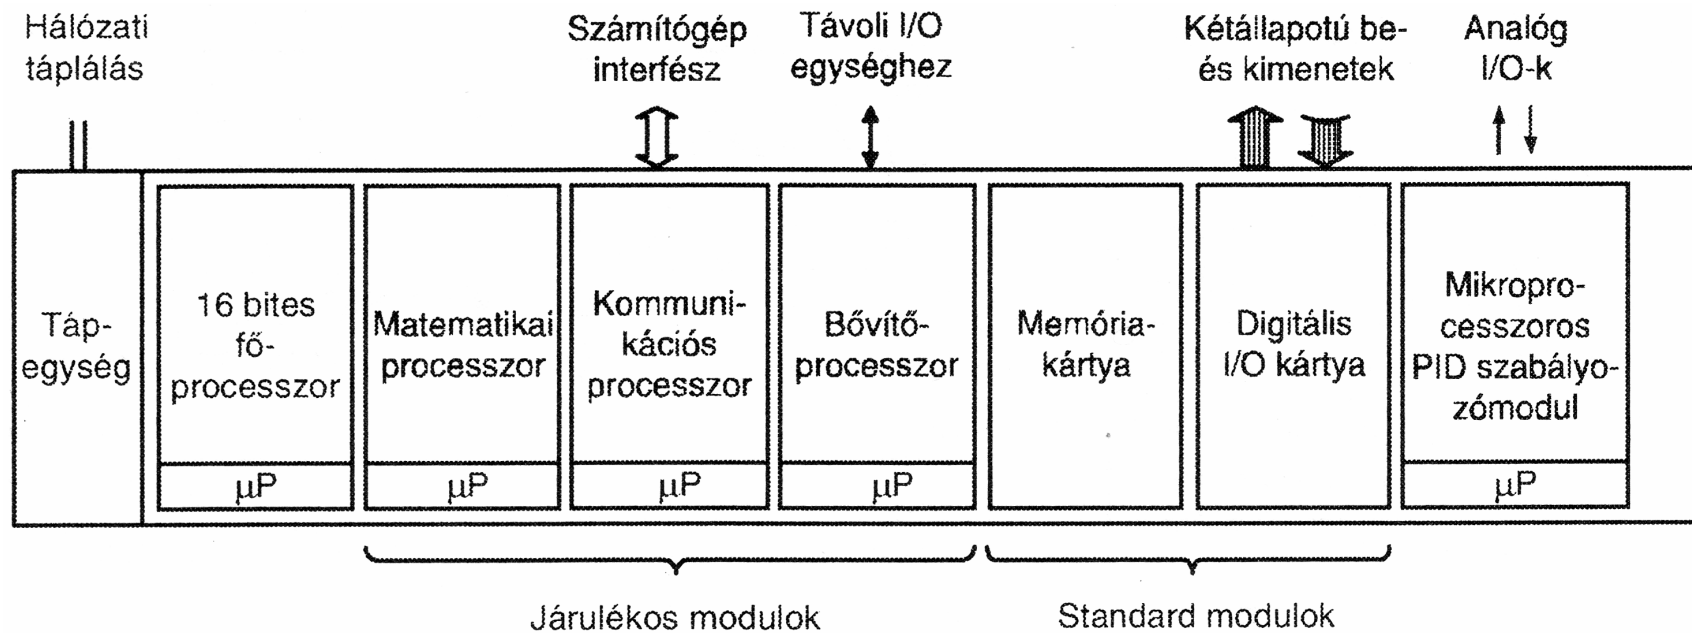 Hálózati
táplálás
Számítógép
interfész
Távoli I/O
egységhez
Kétállapotú be-
és kimenetek
Analóg
I/O-k
Táp-
egység
16 bites
fő-
processzor
μP
Matematikai
processzor
μP
Kommuni-
kációs
processzor
μP
Bővítő-
processzor
μP
Memória-
kártya
Digitális
I/O kártya
Mikropro-
cesszoros
PID szabályo-
zómodul
μP
Járulékos modulok
Standard modulok